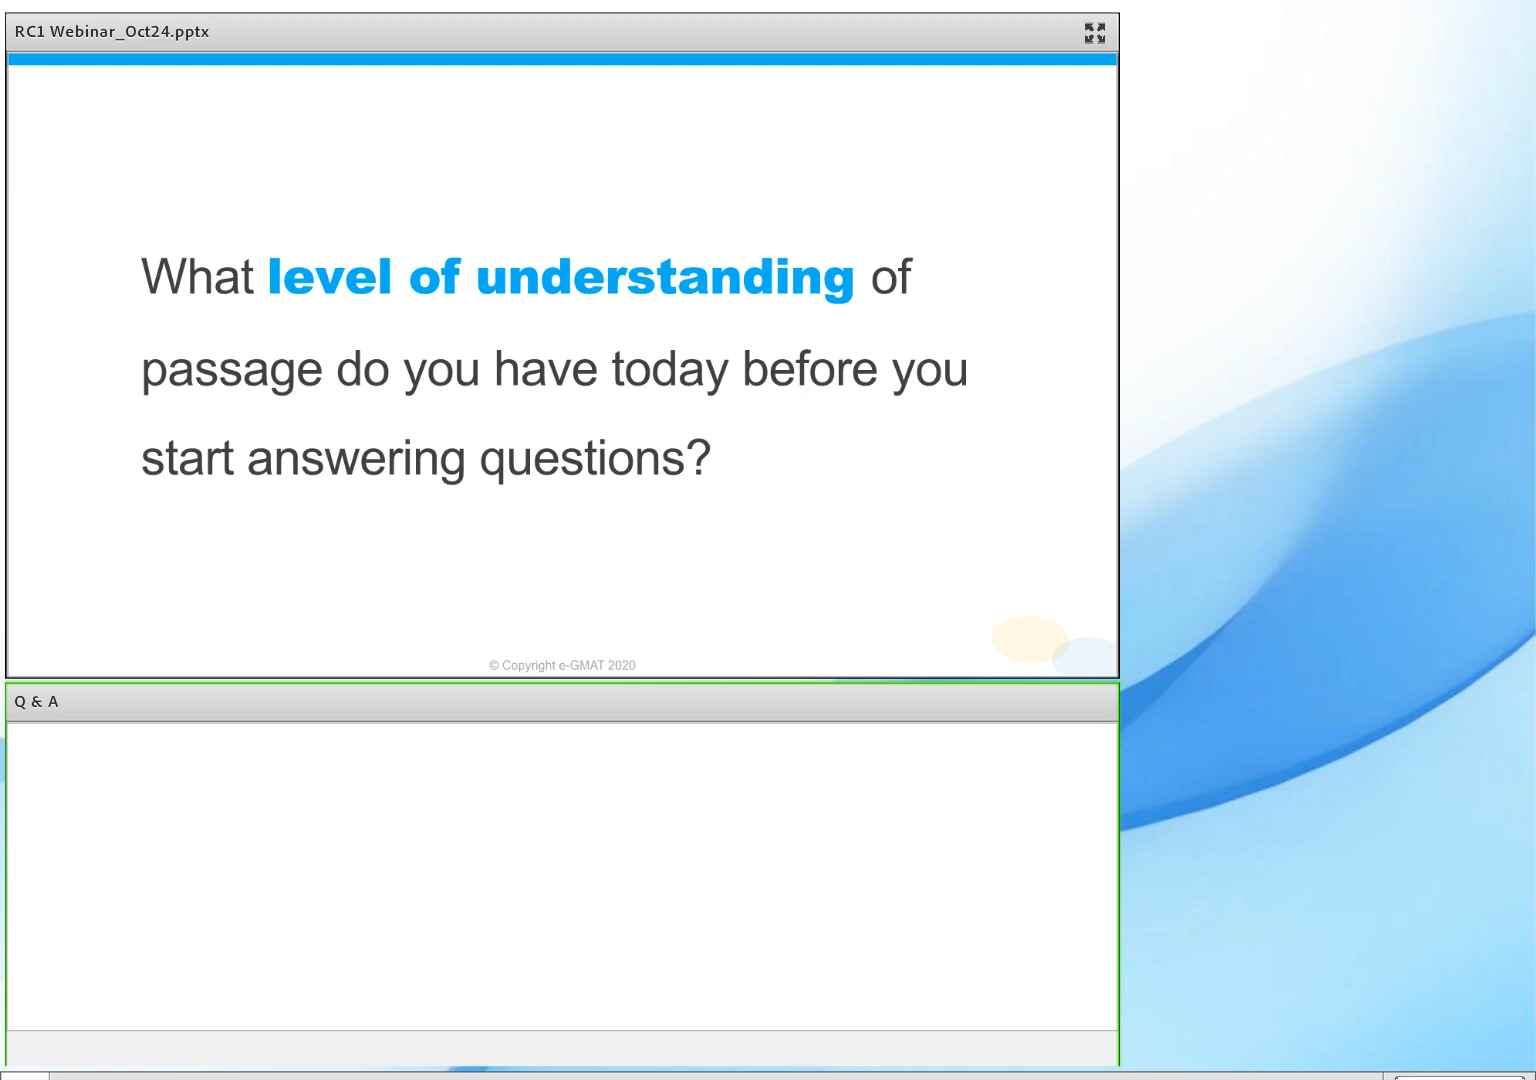 RC1 Webinar_Oct24.pptx
What level of understanding of
passage do you have today before you
start answering questions?
© Copyright e-GMAT 2020
Q & A